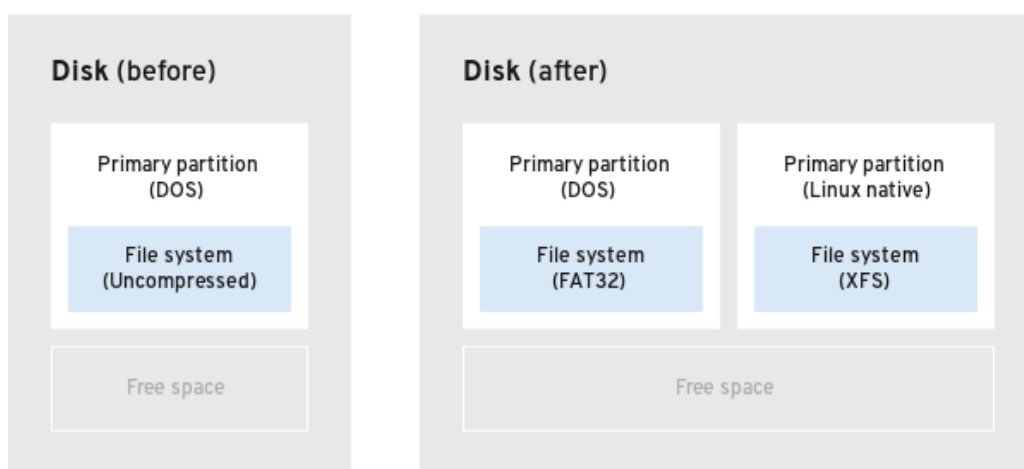 Disk (before)
Primary partition
(DOS)
File system
(Uncompressed)
Free space
Disk (after)
Primary partition
(DOS)
File system
(FAT32)
Primary partition
(Linux native)
File system
(XFS)
Free space